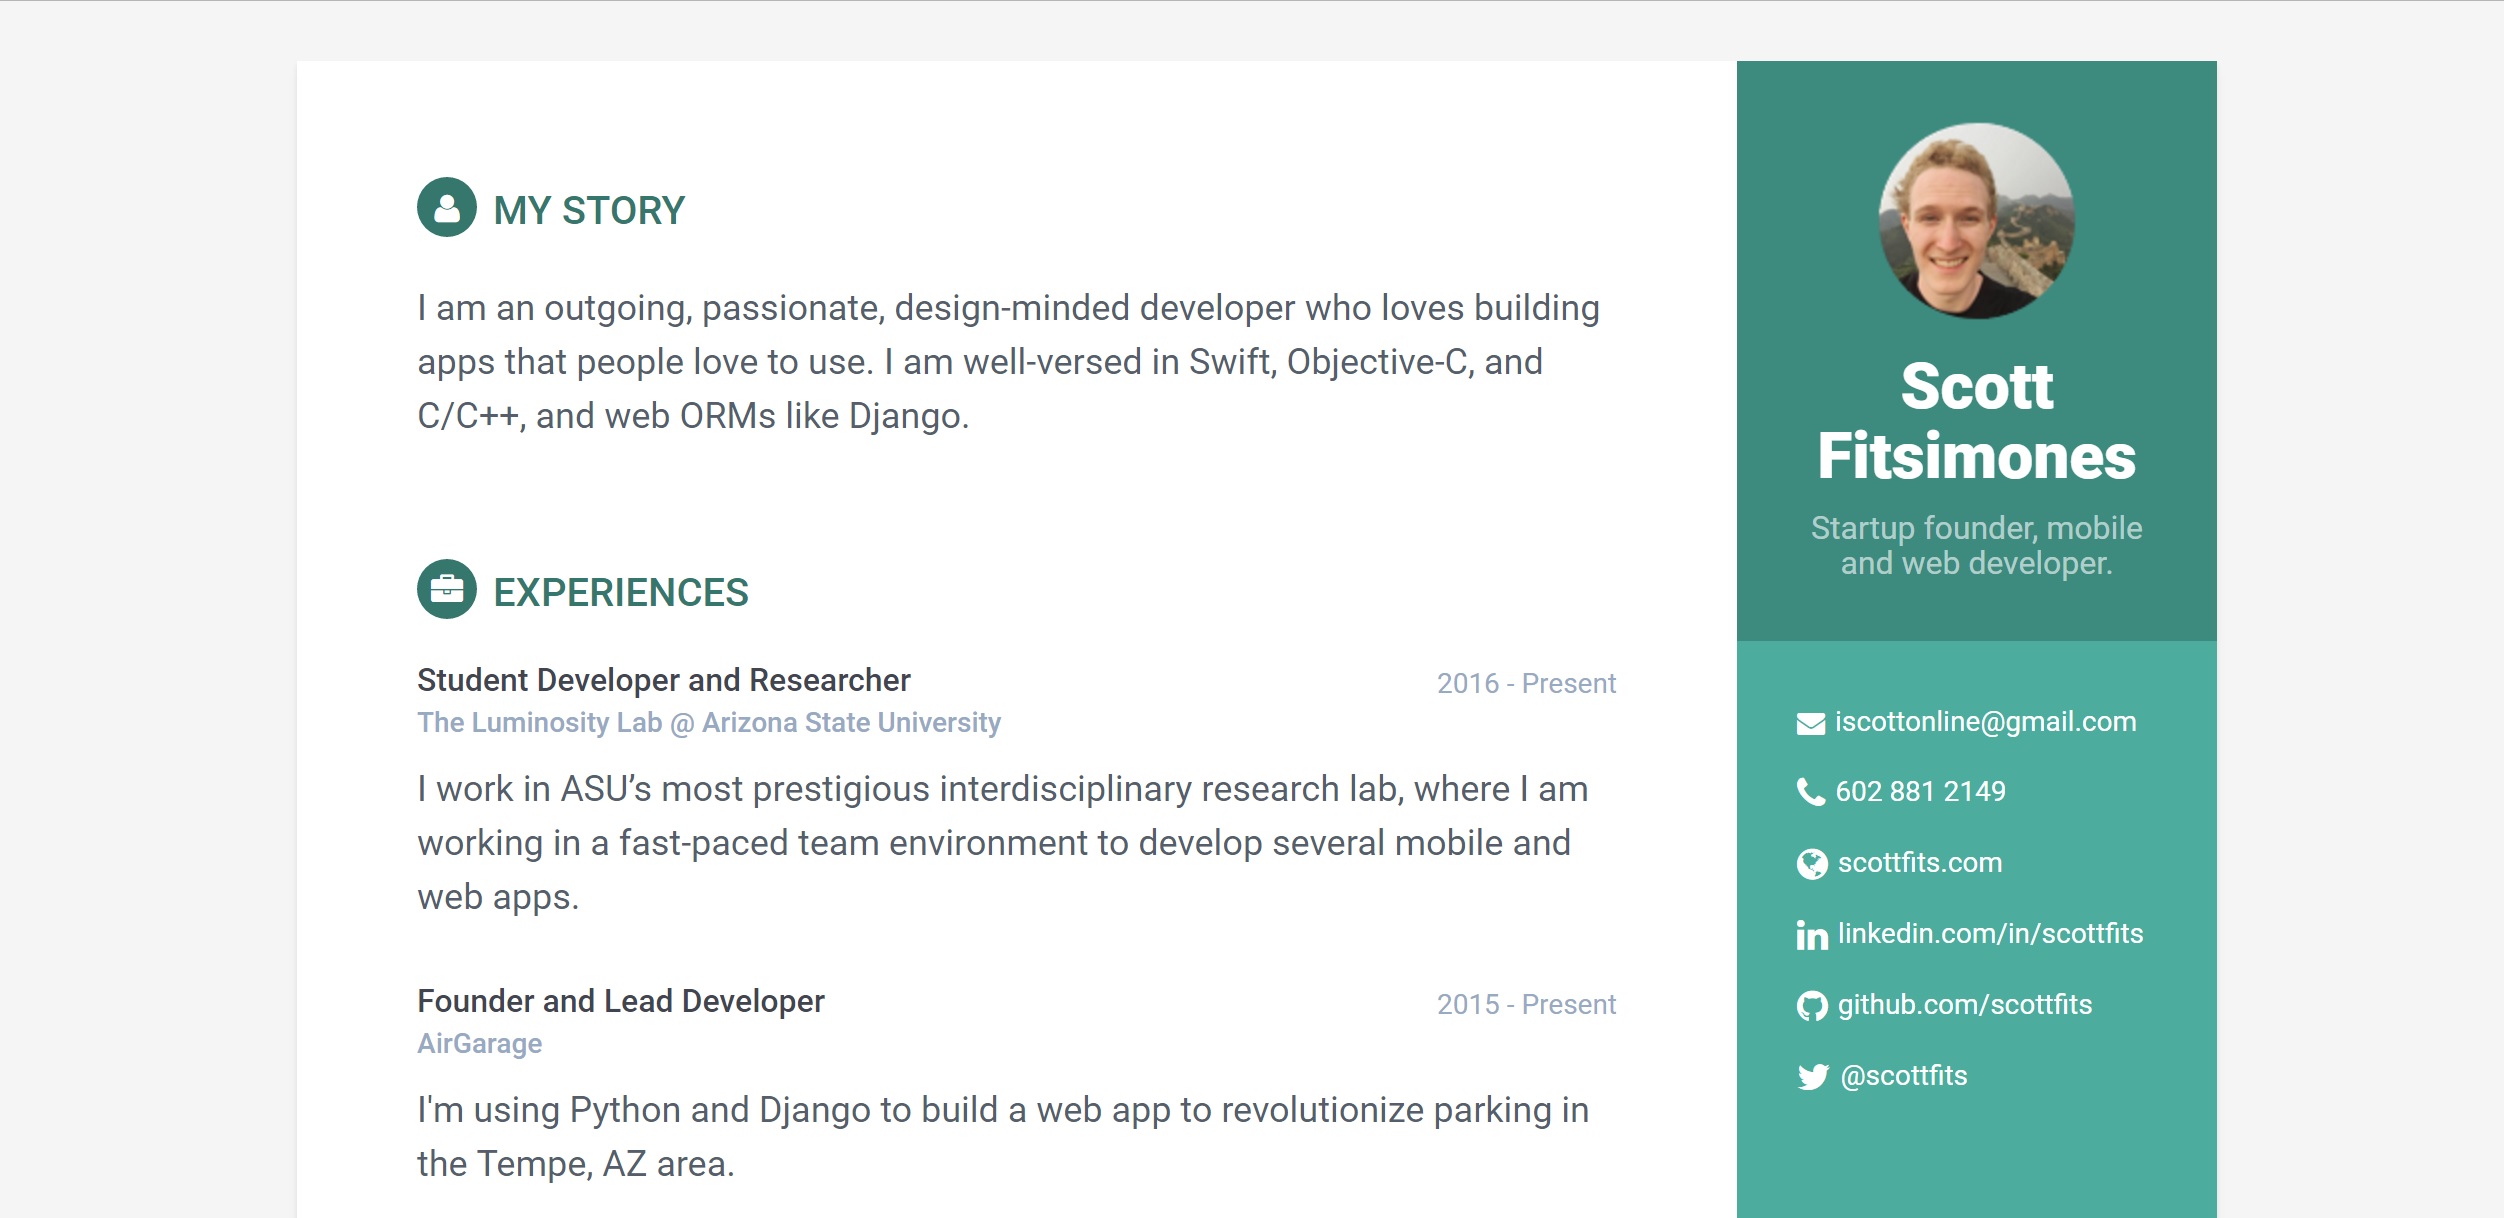 MY STORY
I am an outgoing, passionate, design-minded developer who loves building
apps that people love to use. I am well-versed in Swift, Objective-C, and
C/C++, and web ORMs like Django.
EXPERIENCES
Student Developer and Researcher
2016 - Present
The Luminosity Lab @ Arizona State University
I work in ASU’s most prestigious interdisciplinary research lab, where I am
working in a fast-paced team environment to develop several mobile and
web apps.
Founder and Lead Developer
2015 - Present
AirGarage
I'm using Python and Django to build a web app to revolutionize parking in
the Tempe, AZ area.
Scott
Fitsimones
Startup founder, mobile
and web developer.
iscottonline@gmail.com
602 881 2149
scottfits.com
linkedin.com/in/scottfits
github.com/scottfits
@scottfits